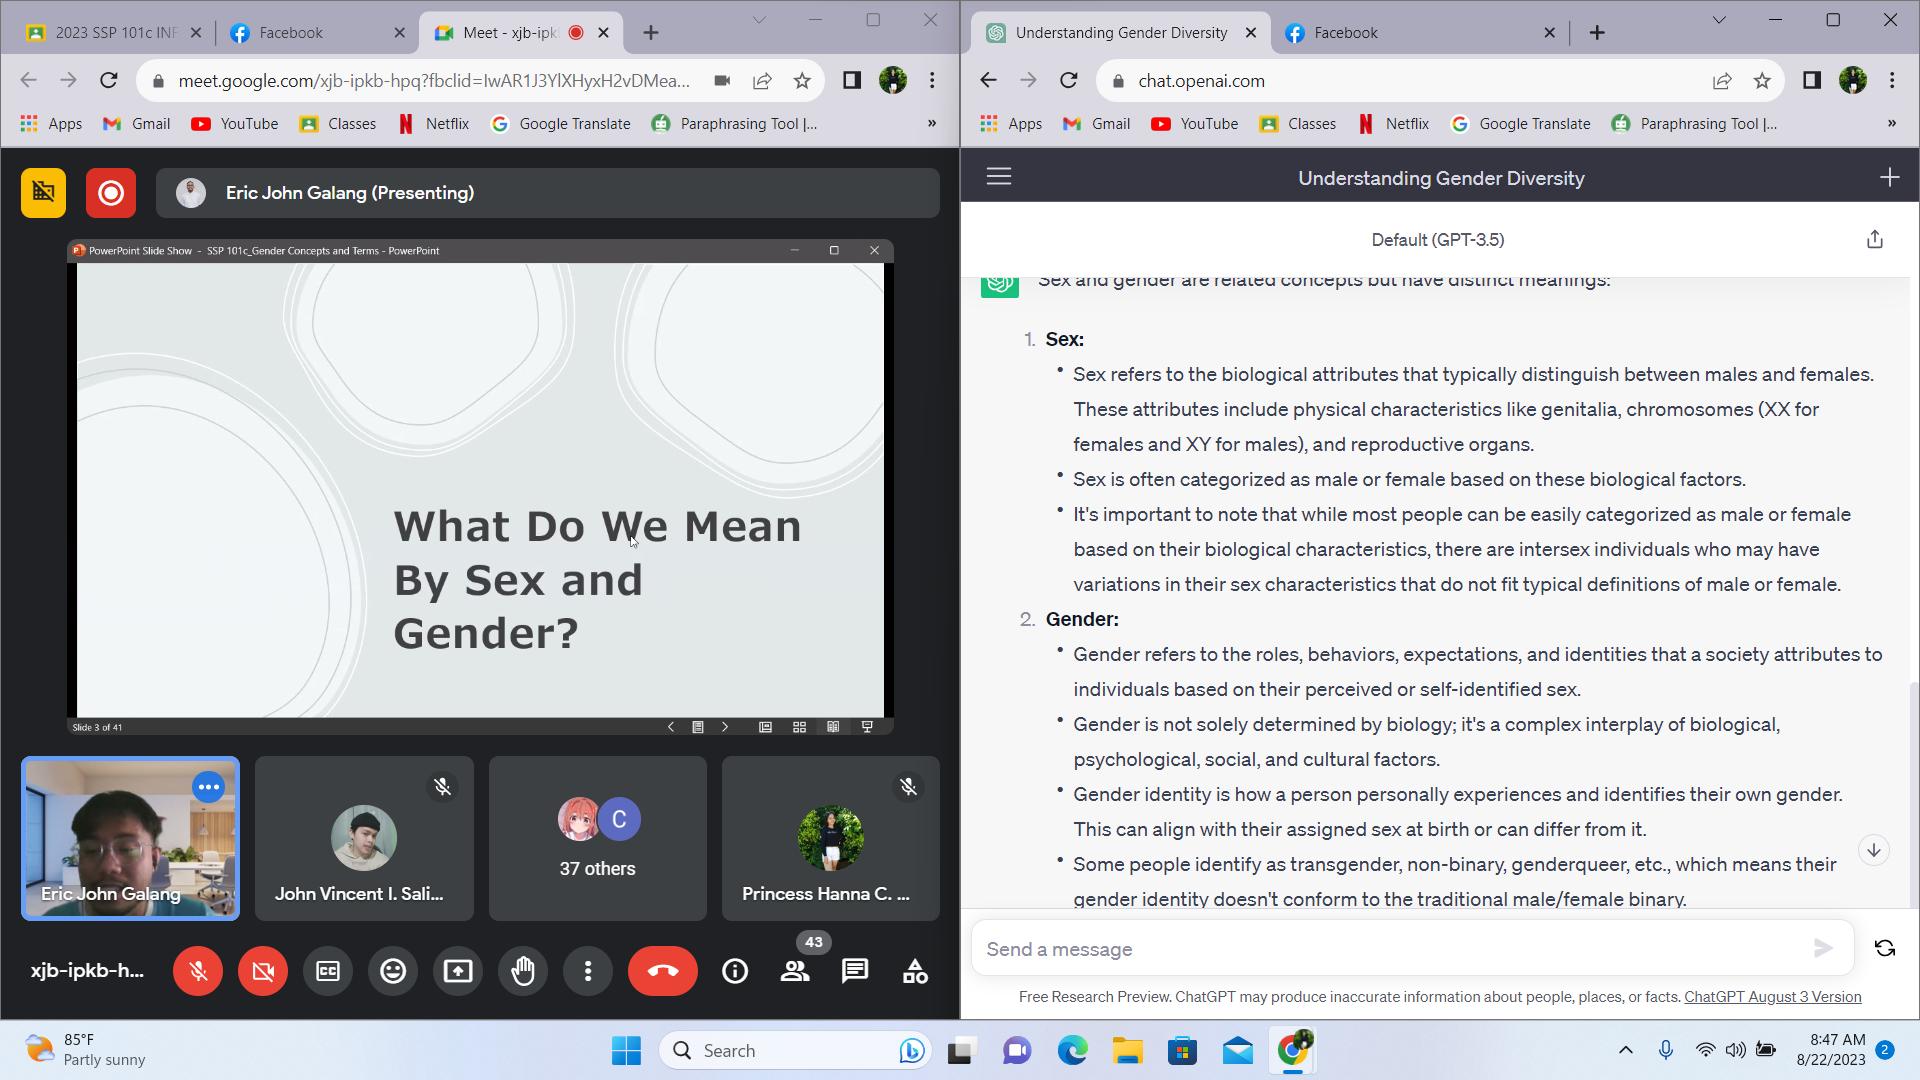 2023 SSP 101c INF
Facebook
Meet - xjb-ipk
meet.google.com/xjb-ipkb-hpq?fbclid=IwAR1J3YlXHyxH2vDMea...
Apps
Gmail
YouTube
Classes
Netflix
Google Translate
Paraphrasing Tool |...
»
Eric John Galang (Presenting)
PowerPoint Slide Show - SSP 101c_Gender Concepts and Terms - PowerPoint
What Do We Mean
By Sex and
Gender?
Slide 3 of 41
Eric John Galang
John Vincent I. Sali...
C
37 others
Princess Hanna C. ...
43
xjb-ipkb-h...
CC
Understanding Gender Diversity
Facebook
chat.openai.com
Apps
Gmail
YouTube
Classes
Netflix
Google Translate
Paraphrasing Tool |...
»
Understanding Gender Diversity
Default (GPT-3.5)
Sex and gender are related concepts but have distinct meanings:
1. Sex:
• Sex refers to the biological attributes that typically distinguish between males and females.
These attributes include physical characteristics like genitalia, chromosomes (XX for
females and XY for males), and reproductive organs.
• Sex is often categorized as male or female based on these biological factors.
• It's important to note that while most people can be easily categorized as male or female
based on their biological characteristics, there are intersex individuals who may have
variations in their sex characteristics that do not fit typical definitions of male or female.
2. Gender:
• Gender refers to the roles, behaviors, expectations, and identities that a society attributes to
individuals based on their perceived or self-identified sex.
• Gender is not solely determined by biology; it's a complex interplay of biological,
psychological, social, and cultural factors.
• Gender identity is how a person personally experiences and identifies their own gender.
This can align with their assigned sex at birth or can differ from it.
• Some people identify as transgender, non-binary, genderqueer, etc., which means their
gender identity doesn't conform to the traditional male/female binary.
Send a message
Free Research Preview. ChatGPT may produce inaccurate information about people, places, or facts. ChatGPT August 3 Version
85°F
Partly sunny
Search
8:47 AM
8/22/2023
2